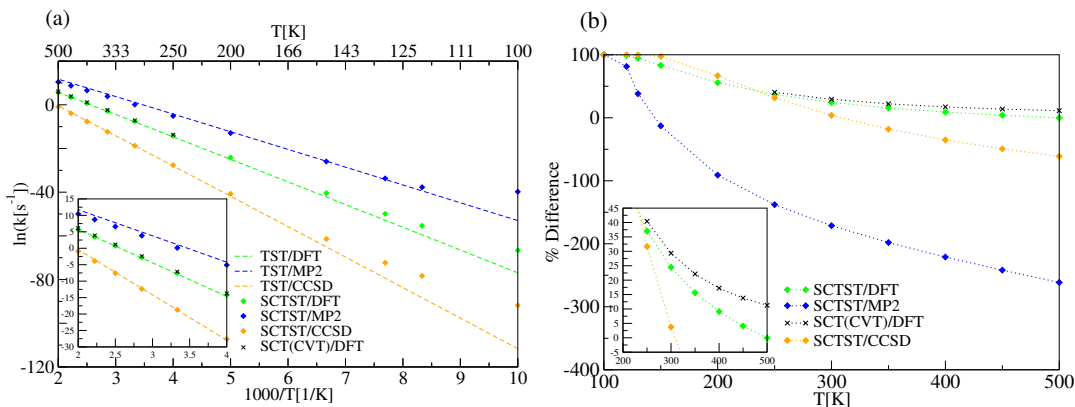 (a)
T[K]
500 333 250 200 166 143 125 111 100
0
-40
-80
-120
ln(k[s⁻¹])
15
10
5
0
-5
-10
-15
-20
-25
-30
2 2.5 3 3.5 4
TST/DFT
TST/MP2
TST/CCSD
SCTST/DFT
SCTST/MP2
SCTST/CCSD
SCT(CVT)/DFT
2 3 4 5 6 7 8 9 10
1000/T[1/K]
(b)
100
0
-100
-200
-300
-400
% Difference
45
40
35
30
25
20
15
10
5
0
-5
200 300 400 500
SCTST/DFT
SCTST/MP2
SCT(CVT)/DFT
SCTST/CCSD
100 200 300 400 500
T[K]